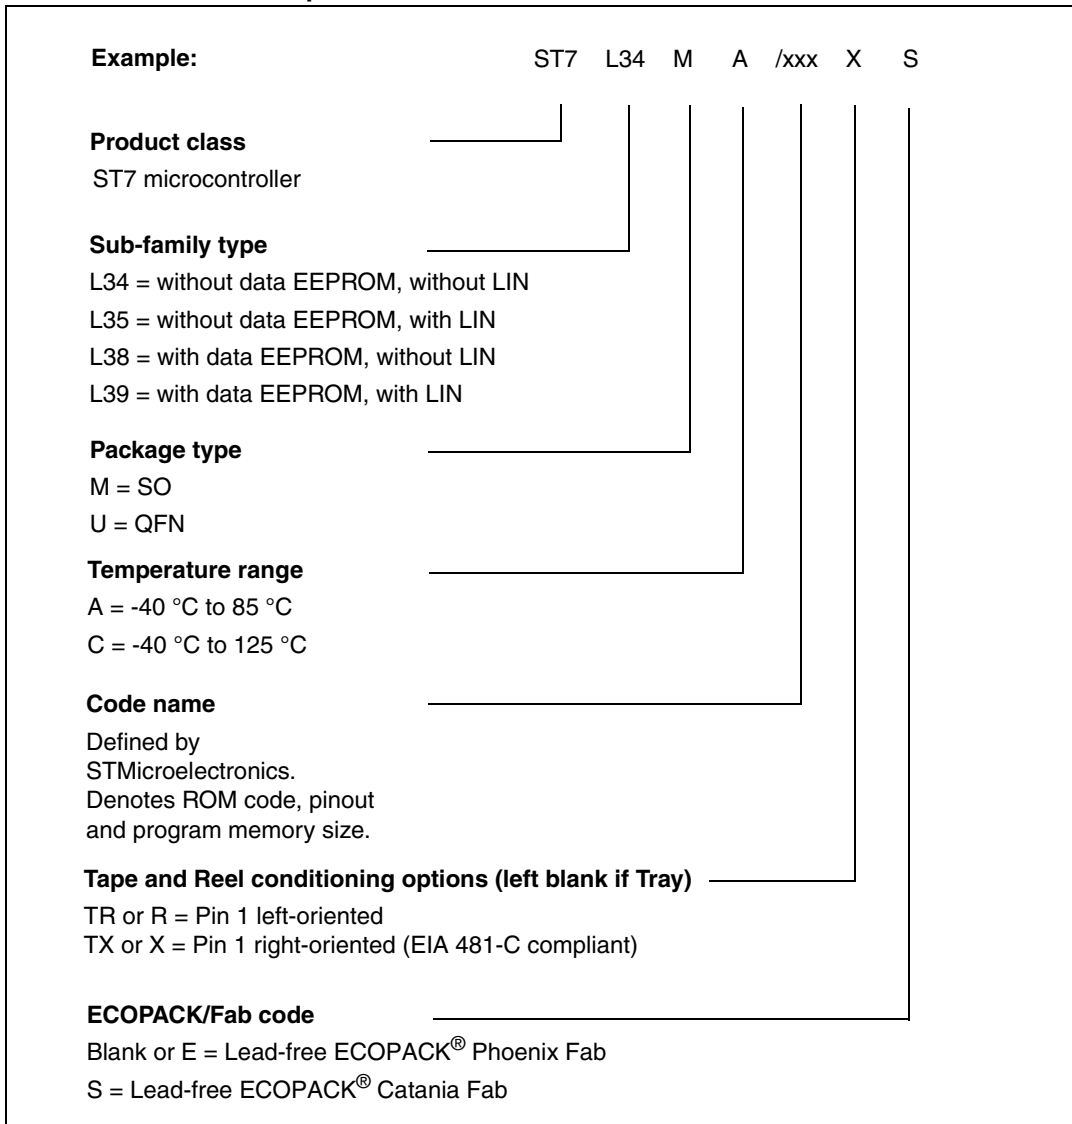 Example: ST7 L34 M A /xxx X S
Product class
ST7 microcontroller
Sub-family type
L34 = without data EEPROM, without LIN
L35 = without data EEPROM, with LIN
L38 = with data EEPROM, without LIN
L39 = with data EEPROM, with LIN
Package type
M = SO
U = QFN
Temperature range
A = -40 °C to 85 °C
C = -40 °C to 125 °C
Code name
Defined by
STMicroelectronics.
Denotes ROM code, pinout
and program memory size.
Tape and Reel conditioning options (left blank if Tray)
TR or R = Pin 1 left-oriented
TX or X = Pin 1 right-oriented (EIA 481-C compliant)
ECOPACK/Fab code
Blank or E = Lead-free ECOPACK® Phoenix Fab
S = Lead-free ECOPACK® Catania Fab